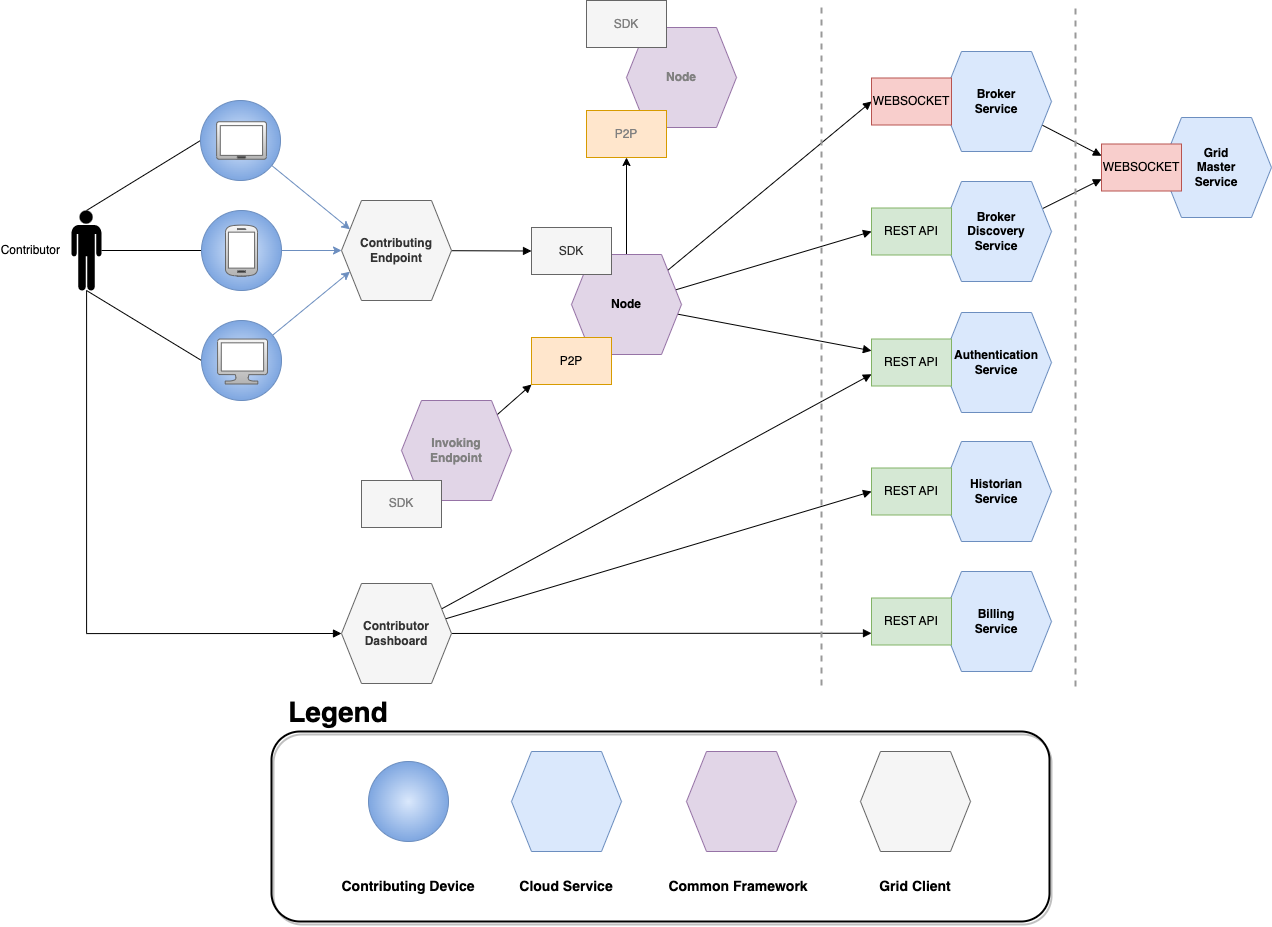 SDK
Node
P2P
WEBSOCKET
Broker
Service
WEBSOCKET
Grid
Master
Service
Contributor
Contributing
Endpoint
SDK
Node
P2P
REST API
Broker
Discovery
Service
REST API
Authentication
Service
Invoking
Endpoint
SDK
REST API
Historian
Service
Contributor
Dashboard
REST API
Billing
Service
Legend
Contributing Device
Cloud Service
Common Framework
Grid Client